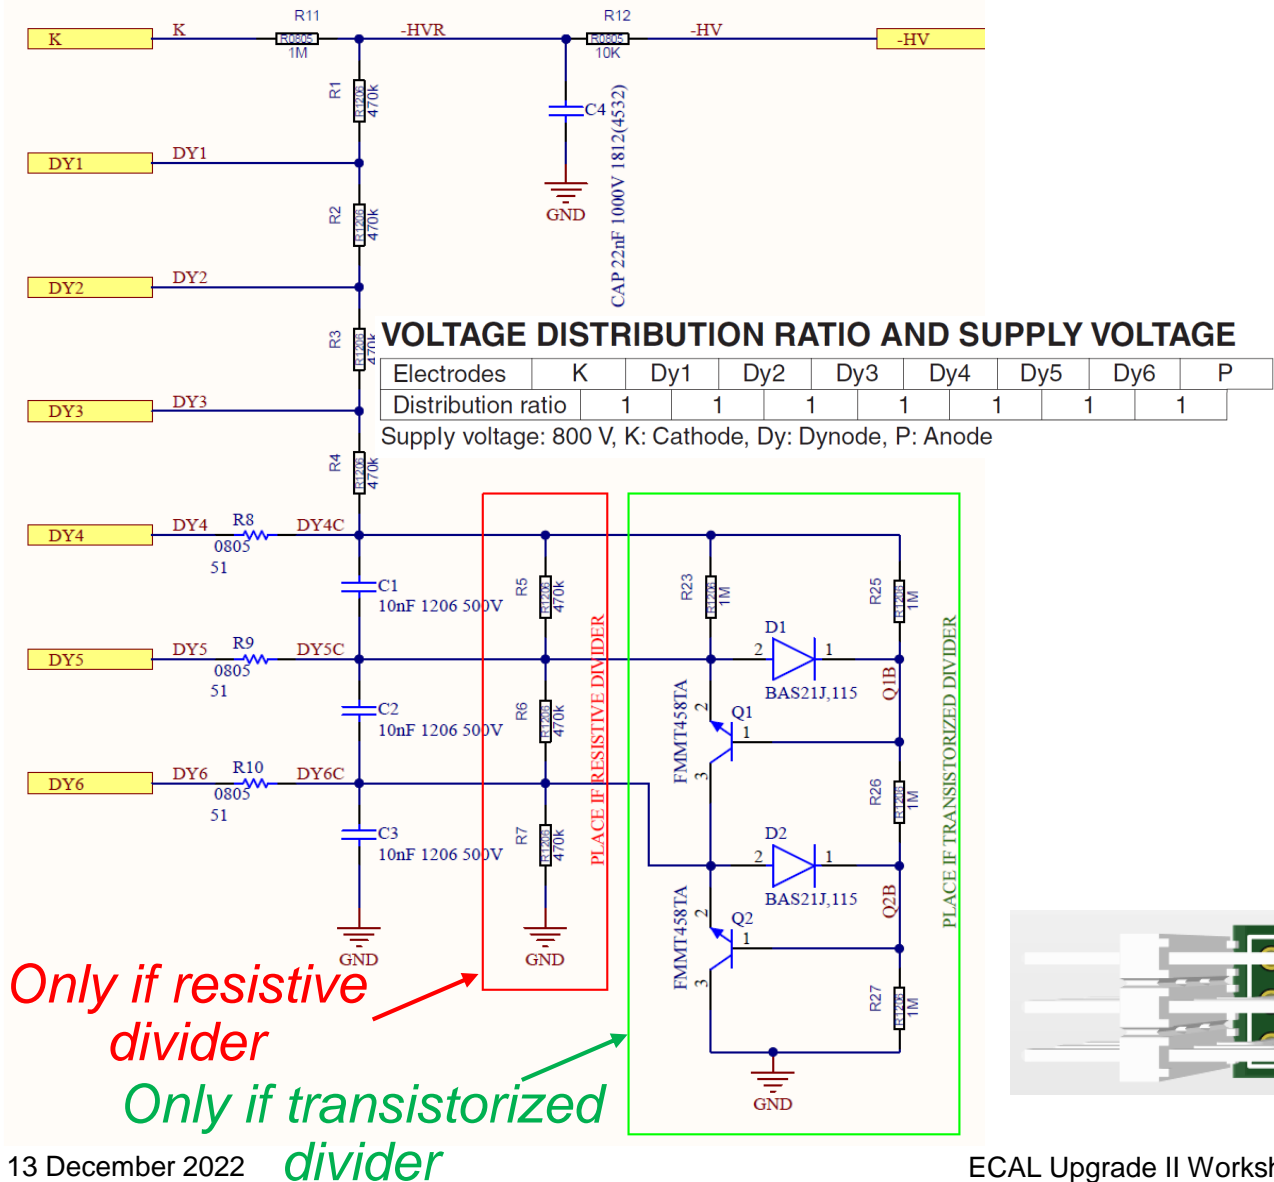 R11
R12
K
K
R0805
1M
-HVR
R0805
10K
-HV
-HV
R1
R1206
470k
C4
CAP 22nF 1000V 1812(4532)
GND
DY1
DY1
R2
R1206
470k
DY2
DY2
R3
R1206
470k
VOLTAGE DISTRIBUTION RATIO AND SUPPLY VOLTAGE
Electrodes K Dy1 Dy2 Dy3 Dy4 Dy5 Dy6 P
Distribution ratio 1 1 1 1 1 1 1
Supply voltage: 800 V, K: Cathode, Dy: Dynode, P: Anode
DY3
DY3
R4
R1206
470k
DY4
DY4
R8
0805
51
DY4C
C1
10nF 1206 500V
R5
R1206
470k
R23
R1206
1M
R25
R1206
1M
DY5
DY5
R9
0805
51
DY5C
D1
2
1
BAS21J,115
Q1B
C2
10nF 1206 500V
R6
R1206
470k
PLACE IF RESISTIVE DIVIDER
FMMT458TA
2
Q1
1
3
PLACE IF TRANSISTORIZED DIVIDER
DY6
DY6
R10
0805
51
DY6C
R26
R1206
1M
C3
10nF 1206 500V
R7
R1206
470k
D2
2
1
BAS21J,115
Q2B
FMMT458TA
2
Q2
1
3
R27
R1206
1M
GND
GND
GND
Only if resistive
divider
Only if transistorized
divider
13 December 2022
ECAL Upgrade II Worksh